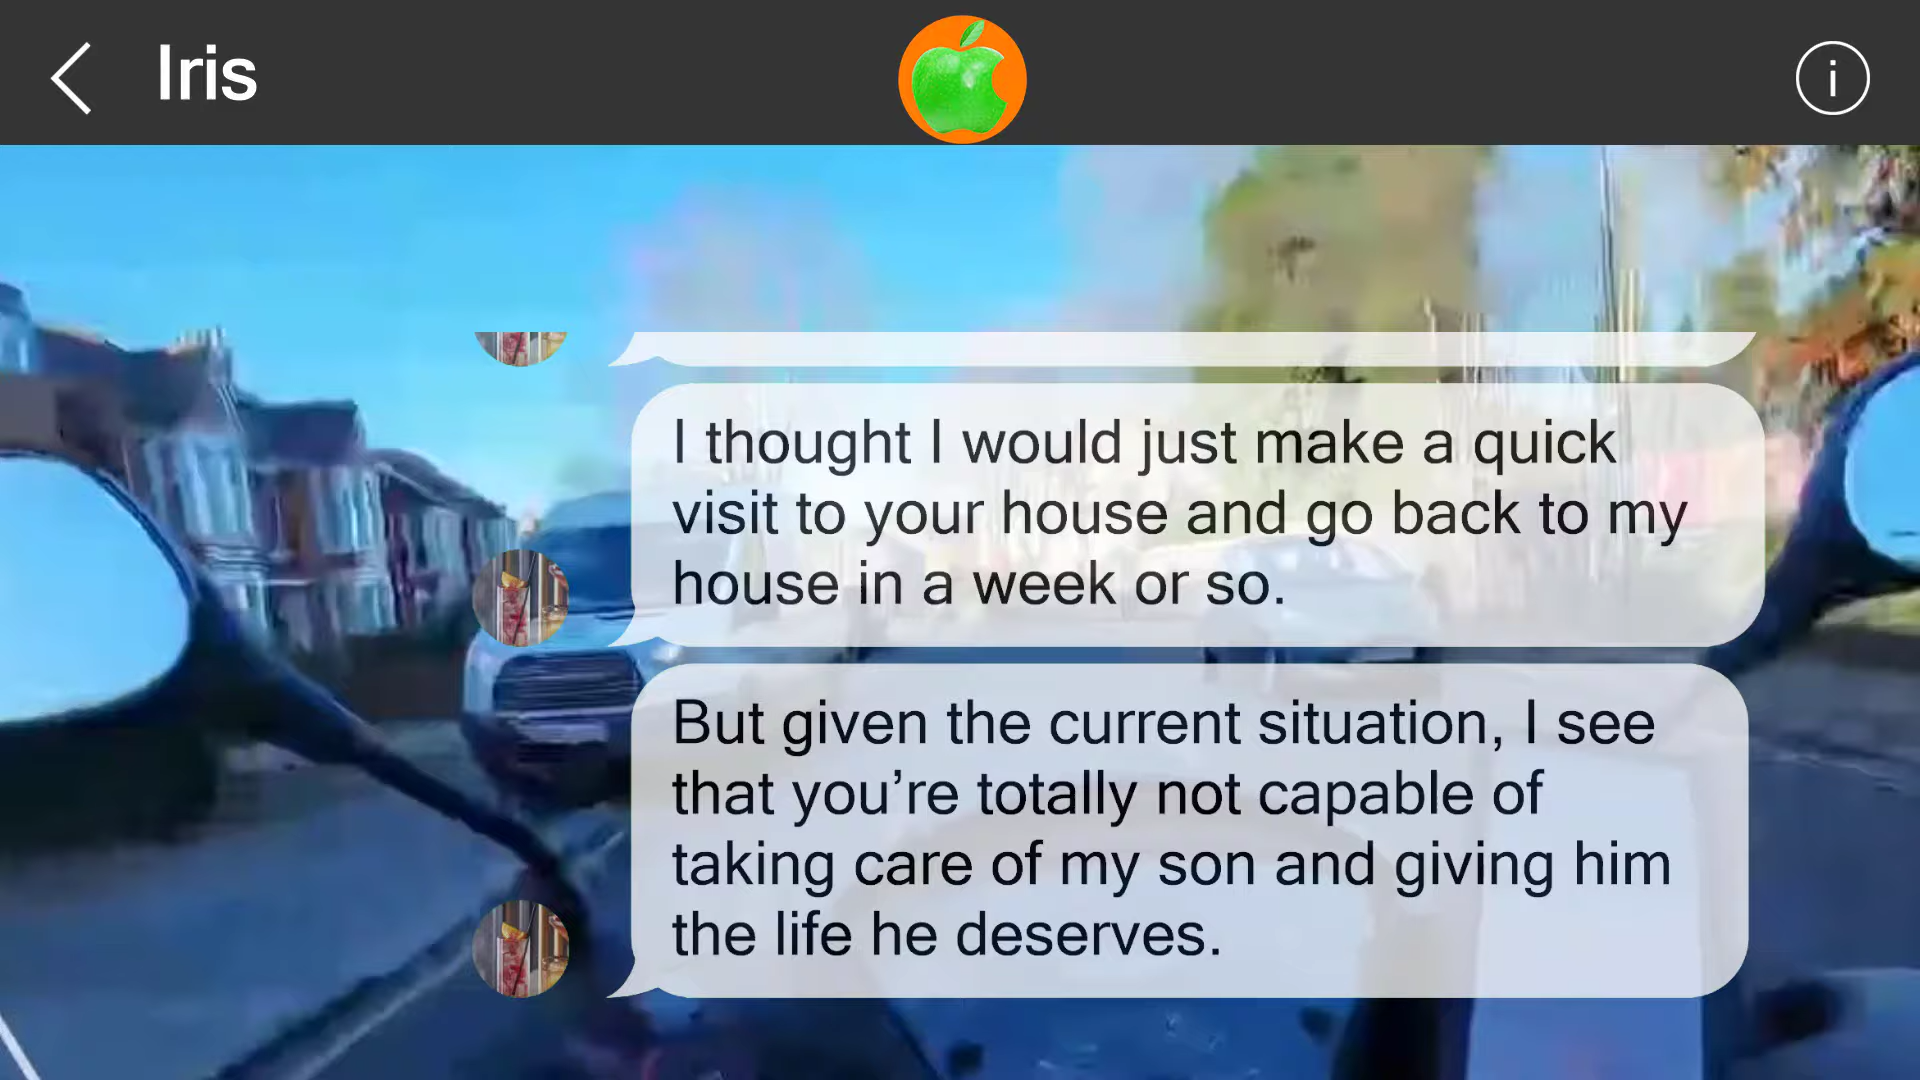 Iris
i
I thought I would just make a quick
visit to your house and go back to my
house in a week or so.
But given the current situation, I see
that you’re totally not capable of
taking care of my son and giving him
the life he deserves.